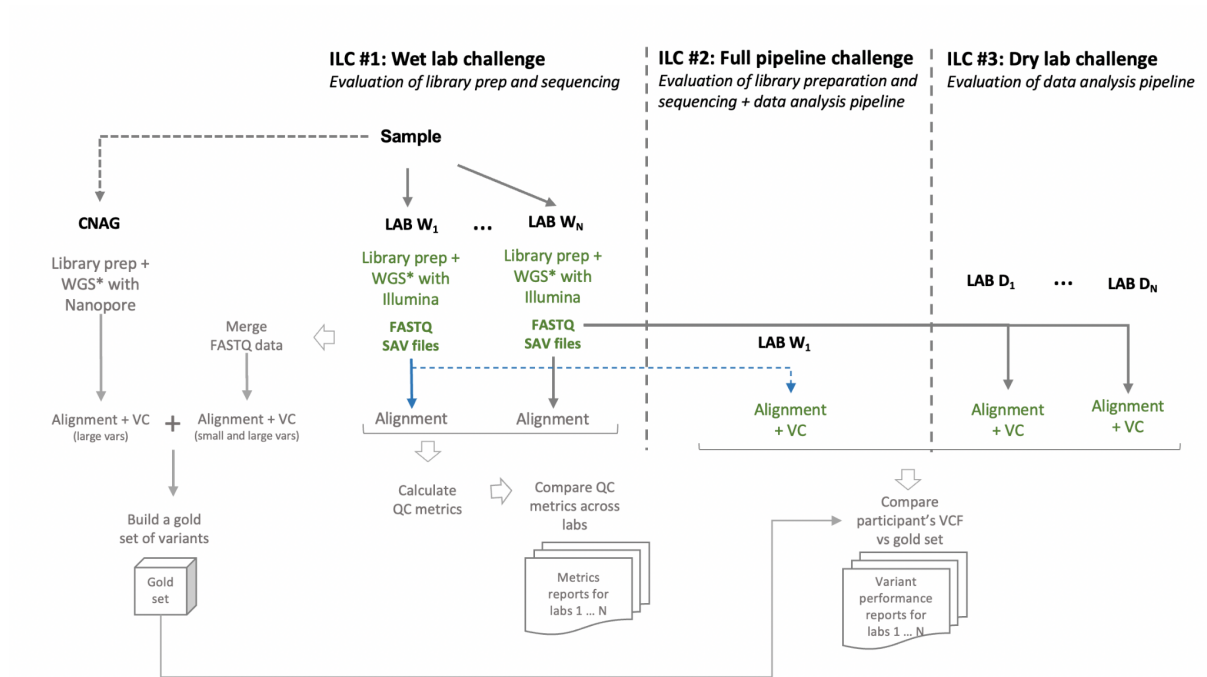 ILC #1: Wet lab challenge
Evaluation of library prep and sequencing
ILC #2: Full pipeline challenge
Evaluation of library preparation and
sequencing + data analysis pipeline
ILC #3: Dry lab challenge
Evaluation of data analysis pipeline
Sample
CNAG
Library prep +
WGS* with
Nanopore
LAB W1
...
LAB WN
Library prep +
WGS* with
Illumina
FASTQ
SAV files
Library prep +
WGS* with
Illumina
FASTQ
SAV files
LAB D1
...
LAB DN
Merge
FASTQ data
LAB W1
Alignment + VC
(large vars)
+
Alignment + VC
(small and large vars)
Alignment
Alignment
Alignment
+ VC
Alignment
+ VC
Alignment
+ VC
Build a gold
set of variants
Gold
set
Calculate
QC metrics
Compare QC
metrics across
labs
Metrics
reports for
labs 1 ... N
Compare
participant's VCF
vs gold set
Variant
performance
reports for
labs 1 ... N